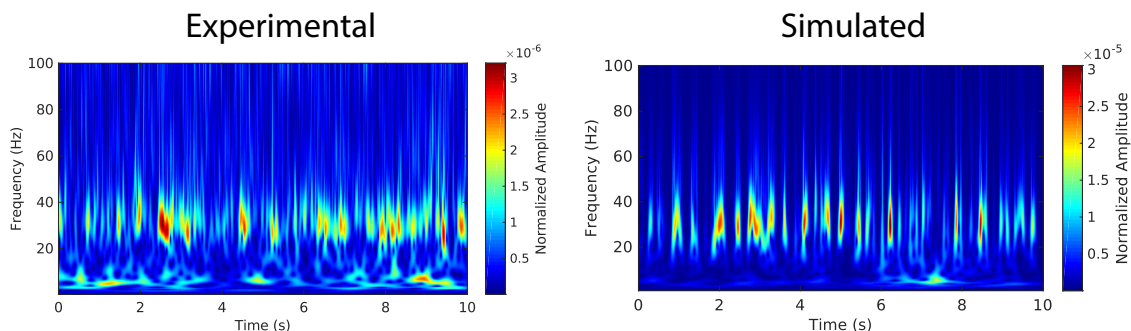 Experimental
Simulated
×10⁻⁶
3
2.5
2
1.5
1
0.5
Normalized Amplitude
100
80
60
40
20
Frequency (Hz)
0 2 4 6 8 10
Time (s)
×10⁻⁵
3
2.5
2
1.5
1
0.5
Normalized Amplitude
100
80
60
40
20
Frequency (Hz)
0 2 4 6 8 10
Time (s)